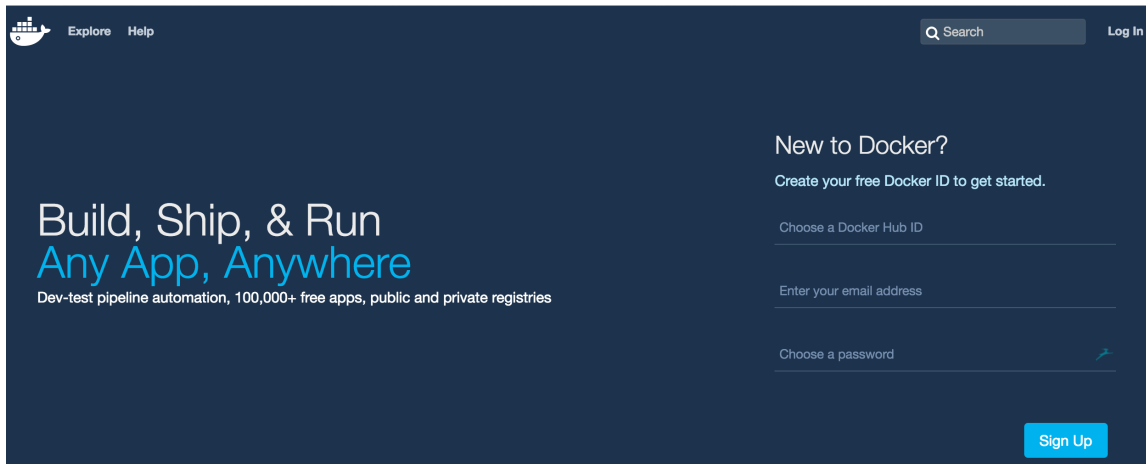 Explore Help
Search
Log In
New to Docker?
Create your free Docker ID to get started.
Build, Ship, & Run
Any App, Anywhere
Dev-test pipeline automation, 100,000+ free apps, public and private registries
Choose a Docker Hub ID
Enter your email address
Choose a password
Sign Up